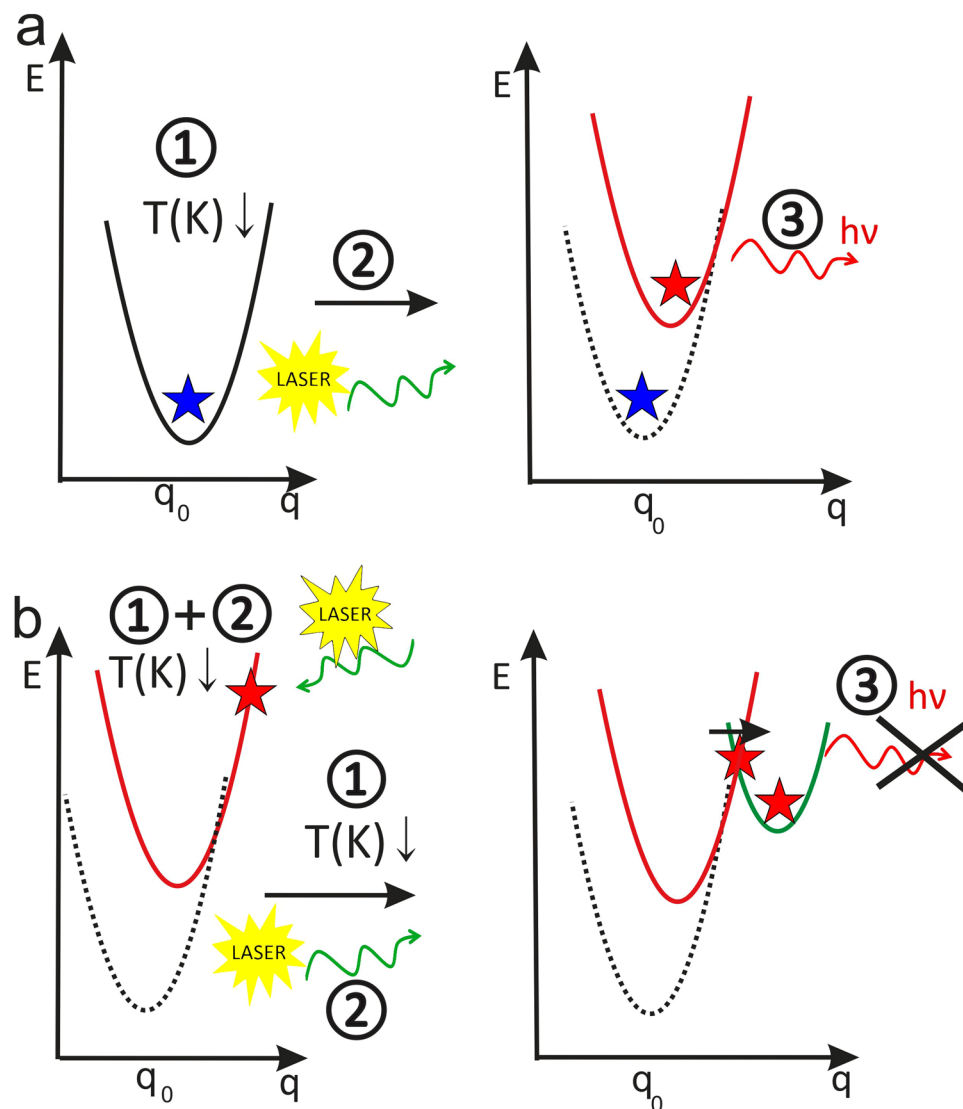 a
E
①
T(K)↓
②
LASER
q₀
q
E
③
hν
q₀
q
b
①+②
T(K)↓
LASER
E
①
T(K)↓
LASER
②
q₀
q
E
③
hν
q₀
q